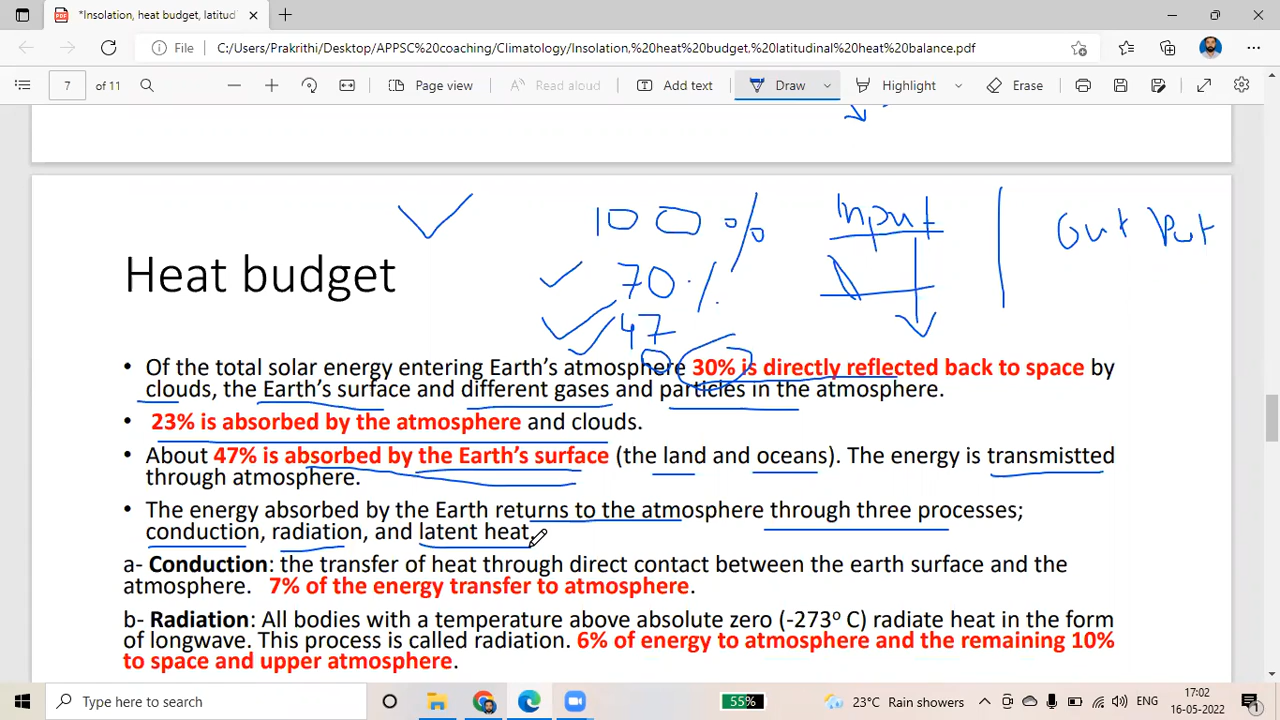 *Insolation, heat budget, latitud
File C:/Users/Prakrithi/Desktop/APPSC%20coaching/Climatology/Insolation,%20heat%20budget,%20latitudinal%20heat%20balance.pdf
7 of 11 Page view Read aloud Add text Draw Highlight Erase
100% Input Out Put
70%
47
Heat budget
• Of the total solar energy entering Earth's atmosphere 30% is directly reflected back to space by
clouds, the Earth's surface and different gases and particles in the atmosphere.
• 23% is absorbed by the atmosphere and clouds.
• About 47% is absorbed by the Earth's surface (the land and oceans). The energy is transmistted
through atmosphere.
• The energy absorbed by the Earth returns to the atmosphere through three processes;
conduction, radiation, and latent heat.
a- Conduction: the transfer of heat through direct contact between the earth surface and the
atmosphere. 7% of the energy transfer to atmosphere.
b- Radiation: All bodies with a temperature above absolute zero (-273º C) radiate heat in the form
of longwave. This process is called radiation. 6% of energy to atmosphere and the remaining 10%
to space and upper atmosphere.
Type here to search 55% 23°C Rain showers ENG 17:02
16-05-2022